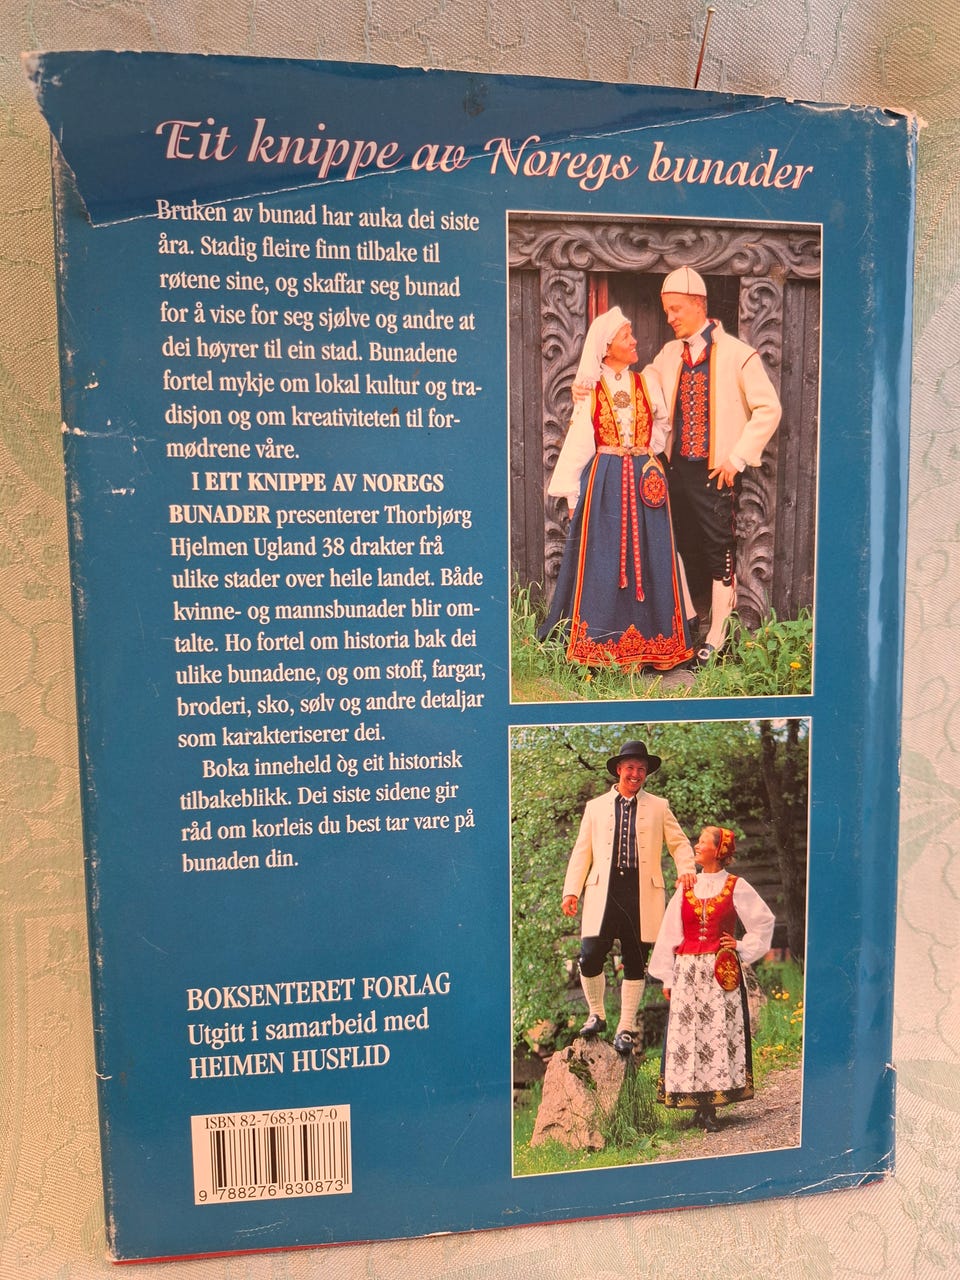 Eit knippe av Noregs bunader
Bruken av bunad har auka dei siste
åra. Stadig fleire finn tilbake til
røtene sine, og skaffar seg bunad
for å vise for seg sjølve og andre at
dei høyrer til ein stad. Bunadene
fortel mykje om lokal kultur og tra-
disjon og om kreativiteten til for-
mødrene våre.
I EIT KNIPPE AV NOREGS
BUNADER presenterer Thorbjørg
Hjelmen Ugland 38 drakter frå
ulike stader over heile landet. Både
kvinne- og mannsbunader blir om-
talte. Ho fortel om historia bak dei
ulike bunadene, og om stoff, fargar,
broderi, sko, sølv og andre detaljar
som karakteriserer dei.
Boka inneheld òg eit historisk
tilbakeblikk. Dei siste sidene gir
råd om korleis du best tar vare på
bunaden din.
BOKSENTERET FORLAG
Utgitt i samarbeid med
HEIMEN HUSFLID
ISBN 82-7683-087-0
9 788276 830873